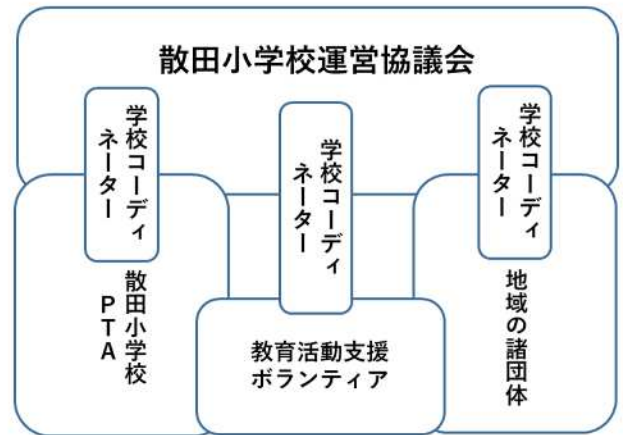 散田小学校運営協議会
学校コーディ
ネーター
学校コーディ
ネーター
学校コーディ
ネーター
散田小学校
PTA
教育活動支援
ボランティア
地域の諸団体